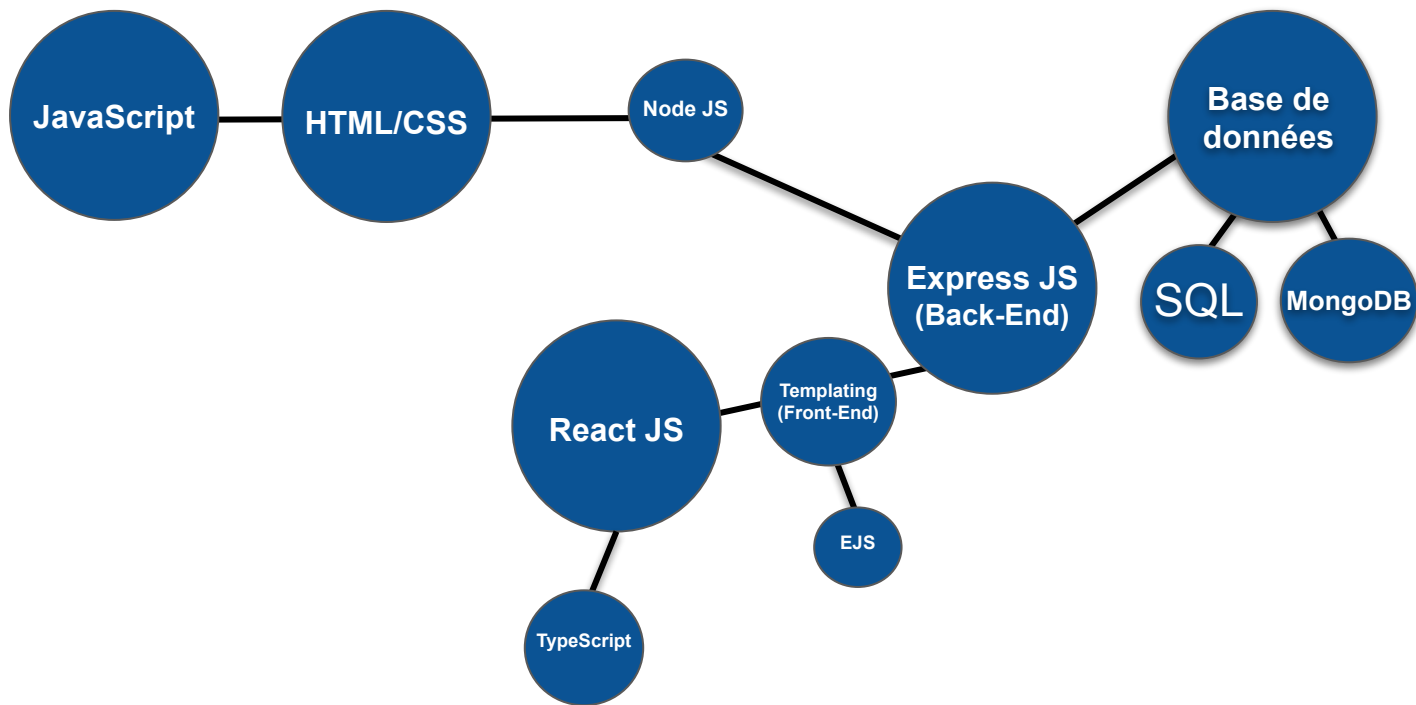 JavaScript
HTML/CSS
Node JS
Base de
données
Express JS
(Back-End)
SQL
MongoDB
React JS
Templating
(Front-End)
EJS
TypeScript